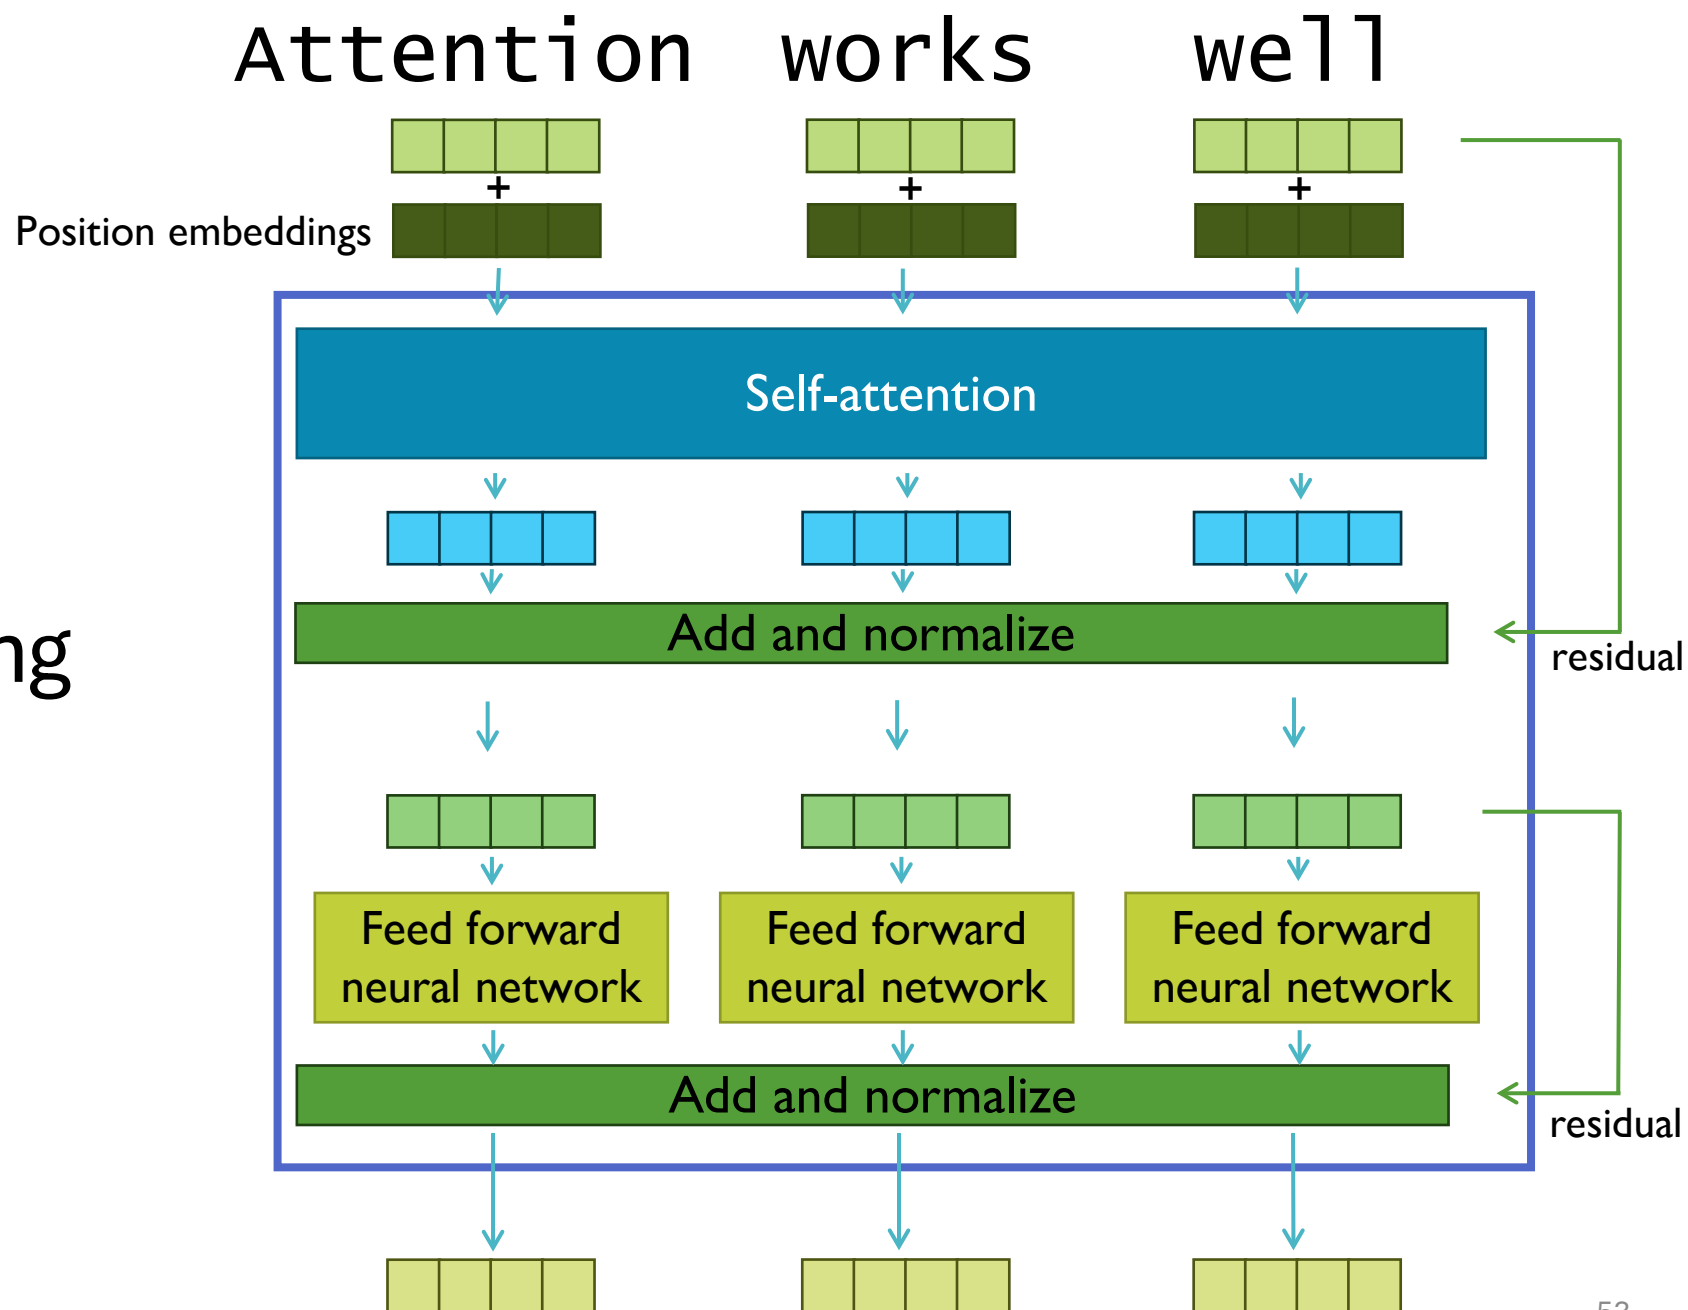 Attention works well
+ + +
Position embeddings
Self-attention
ng
Add and normalize
residual
Feed forward neural network
Feed forward neural network
Feed forward neural network
Add and normalize
residual